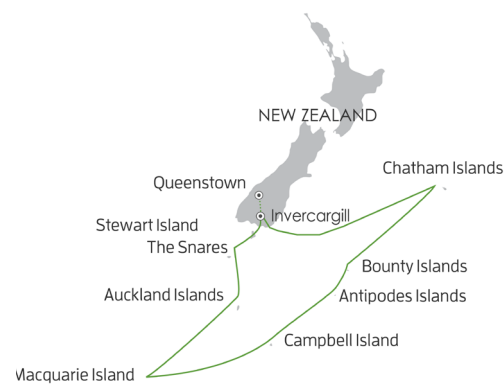 NEW ZEALAND
Chatham Islands
Queenstown
Invercargill
Stewart Island
The Snares
Bounty Islands
Auckland Islands
Antipodes Islands
Campbell Island
Macquarie Island